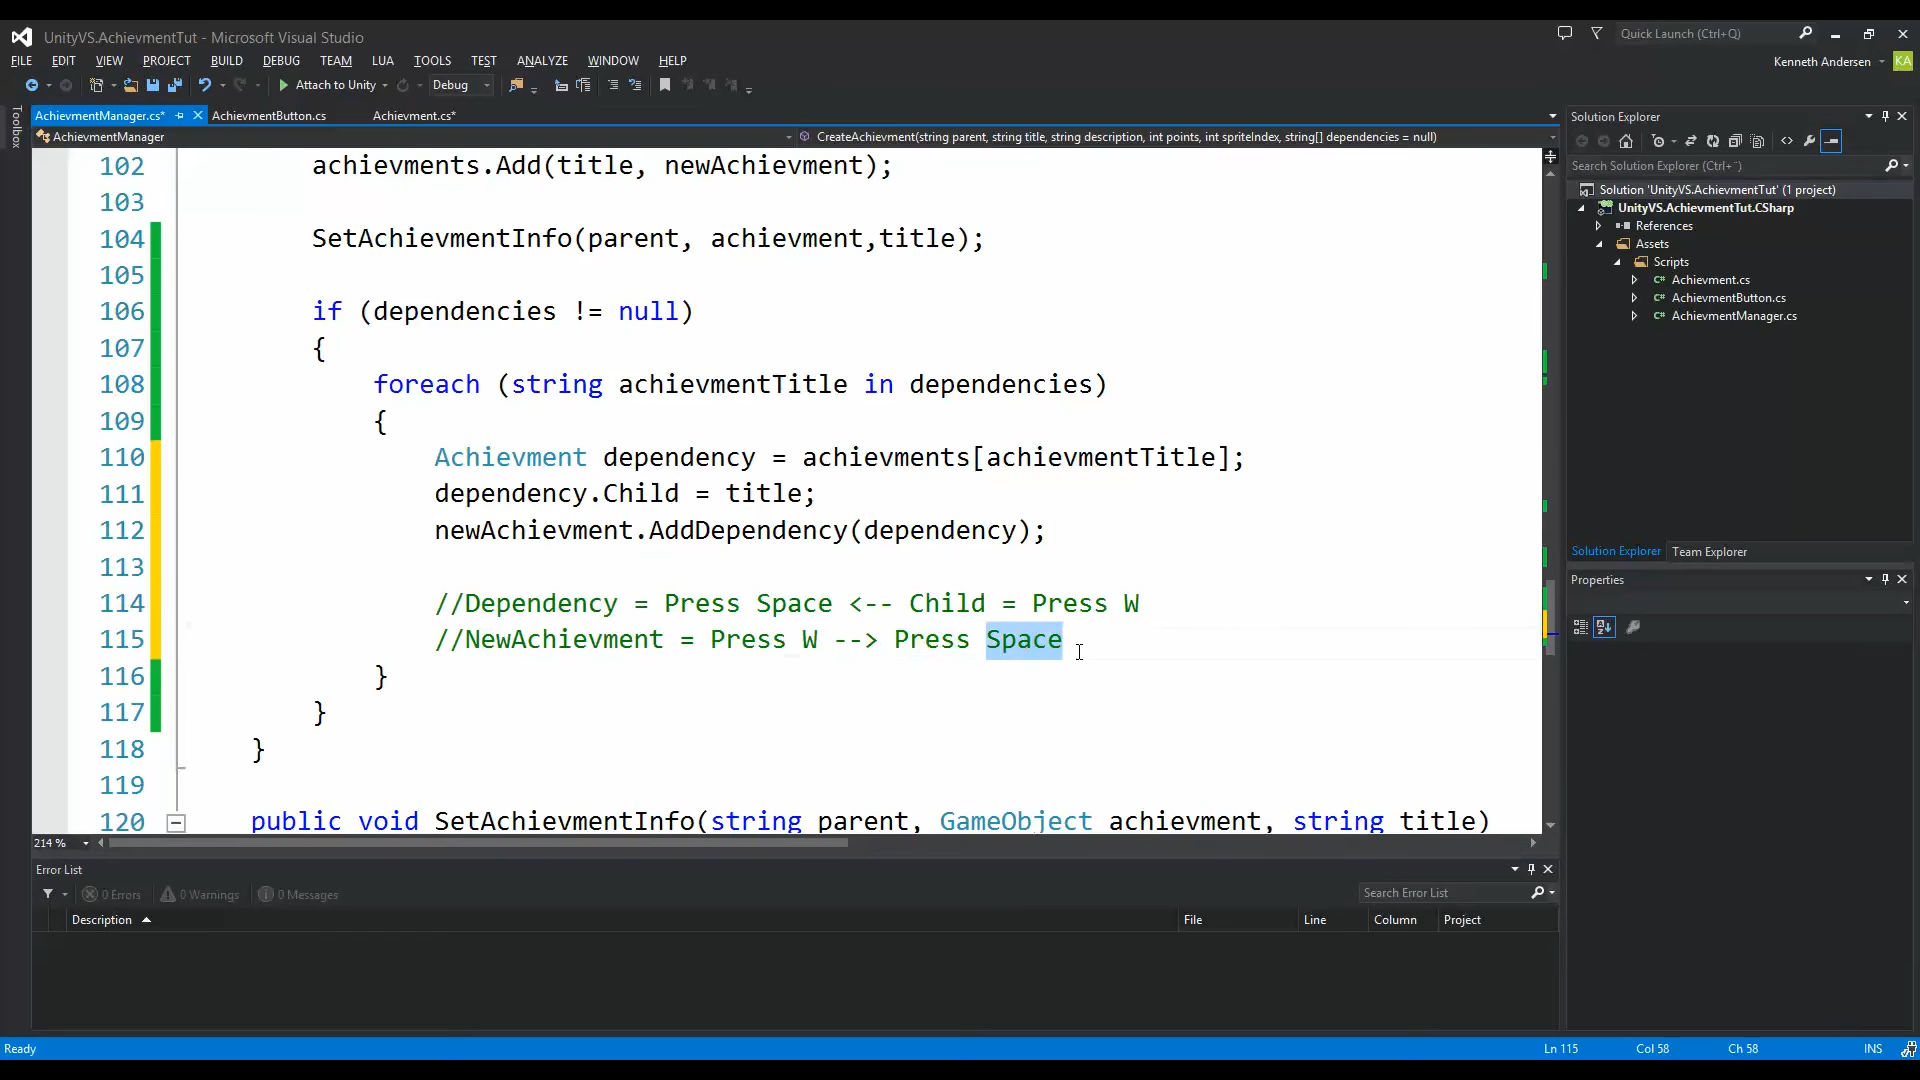 UnityVS.AchievmentTut - Microsoft Visual Studio
Quick Launch (Ctrl+Q)
FILE EDIT VIEW PROJECT BUILD DEBUG TEAM LUA TOOLS TEST ANALYZE WINDOW HELP
Kenneth Andersen KA
Attach to Unity Debug
AchievmentManager.cs* AchievmentButton.cs Achievment.cs*
Toolbox
AchievmentManager CreateAchievment(string parent, string title, string description, int points, int spriteIndex, string[] dependencies = null)
102 achievments.Add(title, newAchievment);
103
104 SetAchievmentInfo(parent, achievment,title);
105
106 if (dependencies != null)
107 {
108 foreach (string achievmentTitle in dependencies)
109 {
110 Achievment dependency = achievments[achievmentTitle];
111 dependency.Child = title;
112 newAchievment.AddDependency(dependency);
113
114 //Dependency = Press Space <-- Child = Press W
115 //NewAchievment = Press W --> Press Space
116 }
117 }
118 }
119
120 public void SetAchievmentInfo(string parent, GameObject achievment, string title)
214 %
Error List
0 Errors 0 Warnings 0 Messages
Search Error List
Description File Line Column Project
Solution Explorer
Search Solution Explorer (Ctrl+¨)
Solution 'UnityVS.AchievmentTut' (1 project)
UnityVS.AchievmentTut.CSharp
References
Assets
Scripts
C# Achievment.cs
C# AchievmentButton.cs
C# AchievmentManager.cs
Solution Explorer Team Explorer
Properties
Ready Ln 115 Col 58 Ch 58 INS